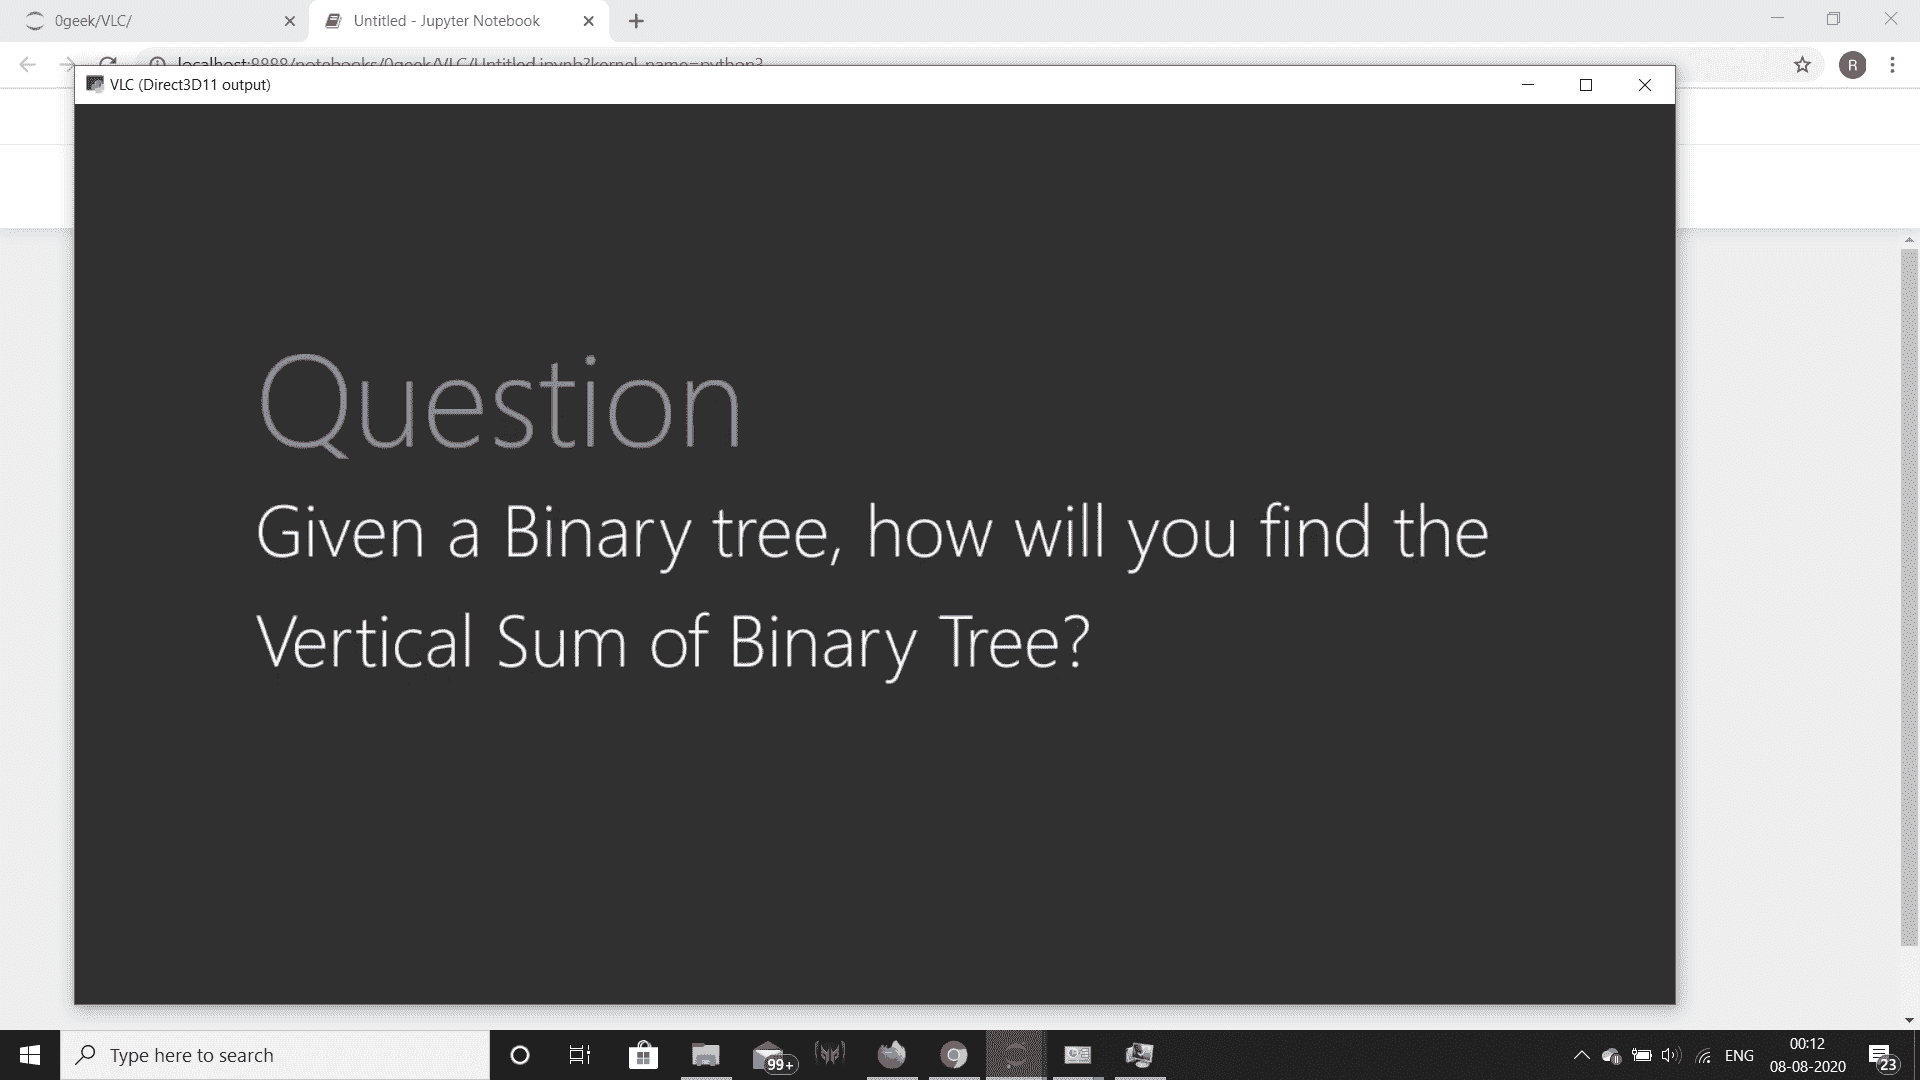 0geek/VLC/
Untitled - Jupyter Notebook
localhost:8888/notebooks/0geek/VLC/Untitled.ipynb?kernel_name=python3
R
VLC (Direct3D11 output)
Question
Given a Binary tree, how will you find the
Vertical Sum of Binary Tree?
Type here to search
99+
ENG
00:12
08-08-2020
23